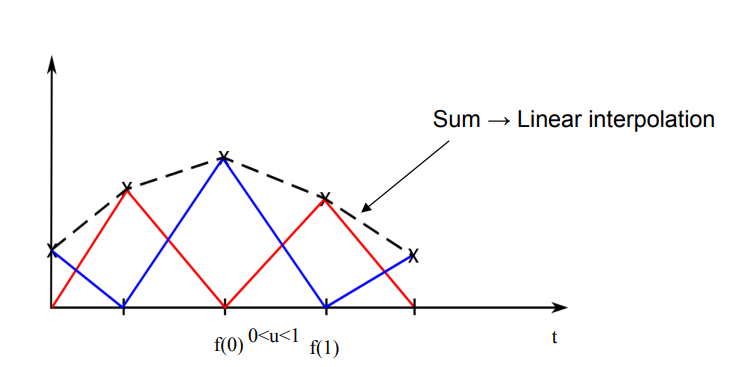 Sum → Linear interpolation
t
f(0) 0<u<1 f(1)